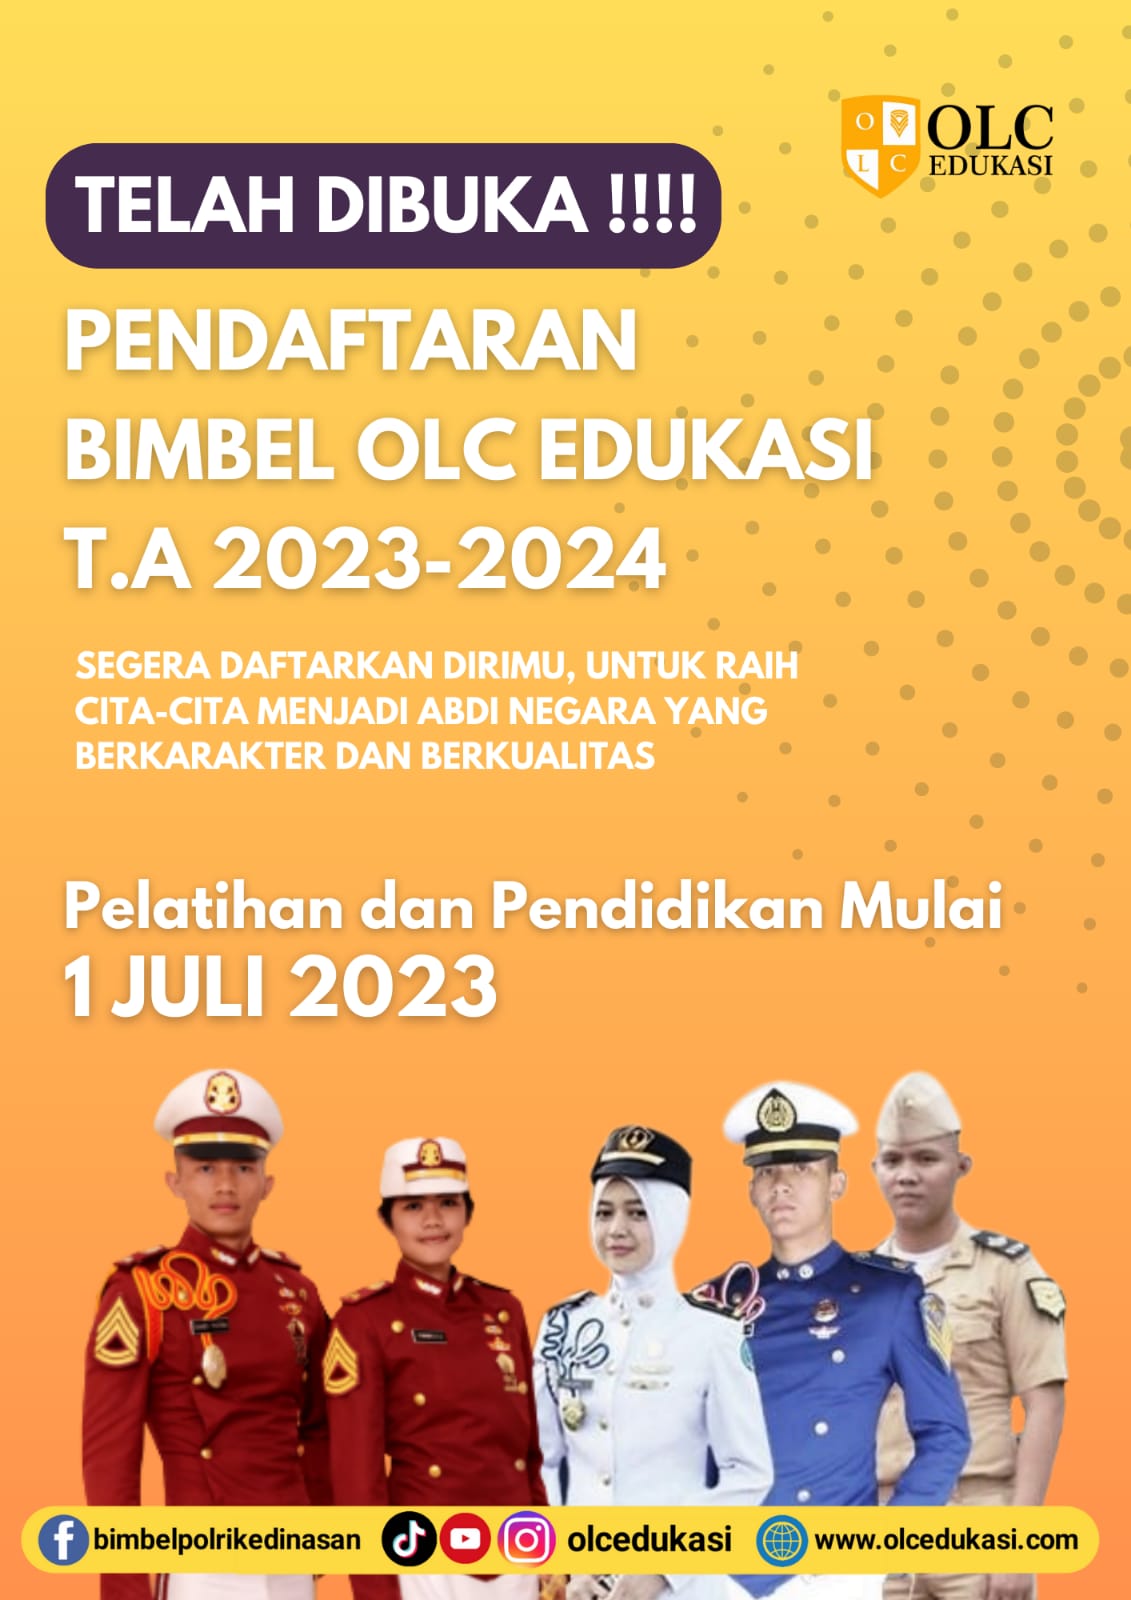 O
L C
OLC
EDUKASI
TELAH DIBUKA !!!!
PENDAFTARAN
BIMBEL OLC EDUKASI
T.A 2023-2024
SEGERA DAFTARKAN DIRIMU, UNTUK RAIH
CITA-CITA MENJADI ABDI NEGARA YANG
BERKARAKTER DAN BERKUALITAS
Pelatihan dan Pendidikan Mulai
1 JULI 2023
bimbelpolrikedinasan
olcedukasi
www.olcedukasi.com